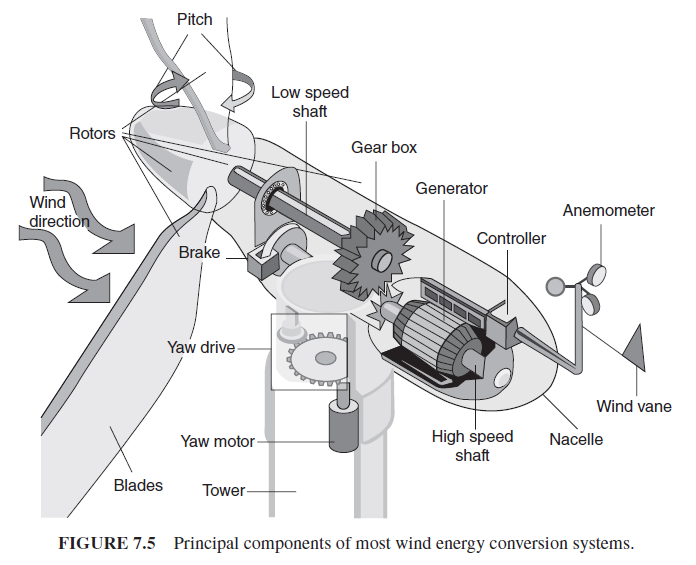 Pitch
Low speed
shaft
Rotors
Gear box
Generator
Wind
direction
Anemometer
Controller
Brake
Yaw drive
Wind vane
Yaw motor
High speed
shaft
Nacelle
Blades
Tower
FIGURE 7.5 Principal components of most wind energy conversion systems.